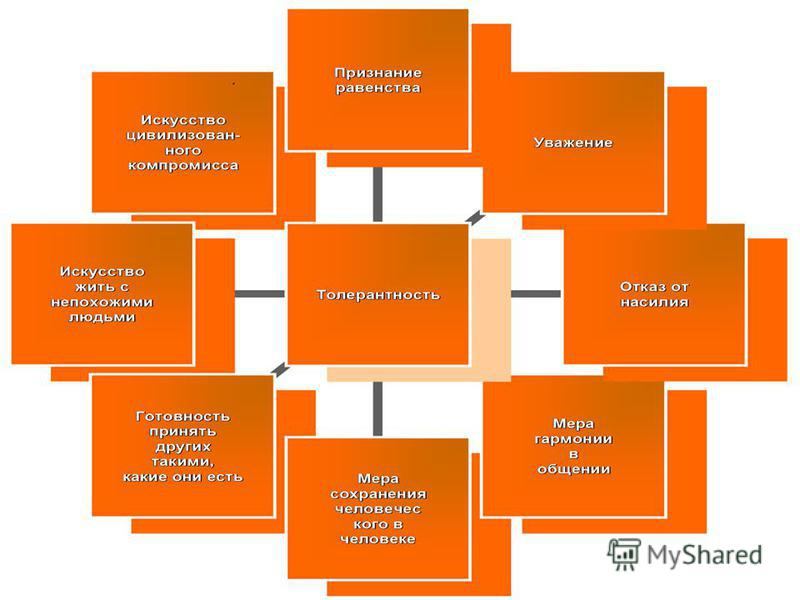 Признание
равенства
Искусство
цивилизован-
ного
компромисса
Уважение
Искусство
жить с
непохожими
людьми
Толерантность
Отказ от
насилия
Готовность
принять
других
такими,
какие они есть
Мера
сохранения
человечес
кого в
человеке
Мера
гармонии
в
общении
MyShared